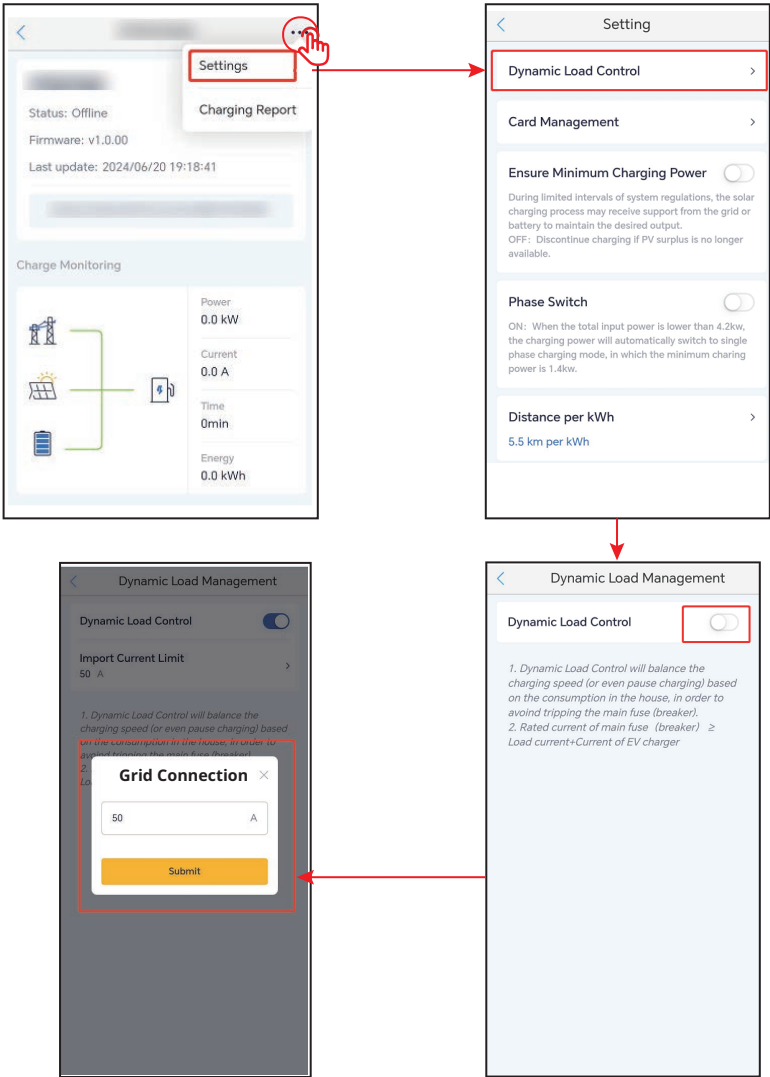 Settings
Charging Report
Status: Offline
Firmware: v1.0.00
Last update: 2024/06/20 19:18:41
Charge Monitoring
Power
0.0 kW
Current
0.0 A
Time
0min
Energy
0.0 kWh
Setting
Dynamic Load Control
Card Management
Ensure Minimum Charging Power
During limited intervals of system regulations, the solar
charging process may receive support from the grid or
battery to maintain the desired output.
OFF: Discontinue charging if PV surplus is no longer
available.
Phase Switch
ON: When the total input power is lower than 4.2kw,
the charging power will automatically switch to single
phase charging mode, in which the minimum charing
power is 1.4kw.
Distance per kWh
5.5 km per kWh
Dynamic Load Management
Dynamic Load Control
1. Dynamic Load Control will balance the
charging speed (or even pause charging) based
on the consumption in the house, in order to
avoind tripping the main fuse (breaker).
2. Rated current of main fuse (breaker) ≥
Load current+Current of EV charger
Dynamic Load Management
Dynamic Load Control
Import Current Limit
50 A
1. Dynamic Load Control will balance the
charging speed (or even pause charging) based
on the consumption in the house, in order to
avoind tripping the main fuse (breaker).
2.
Grid Connection
50 A
Submit